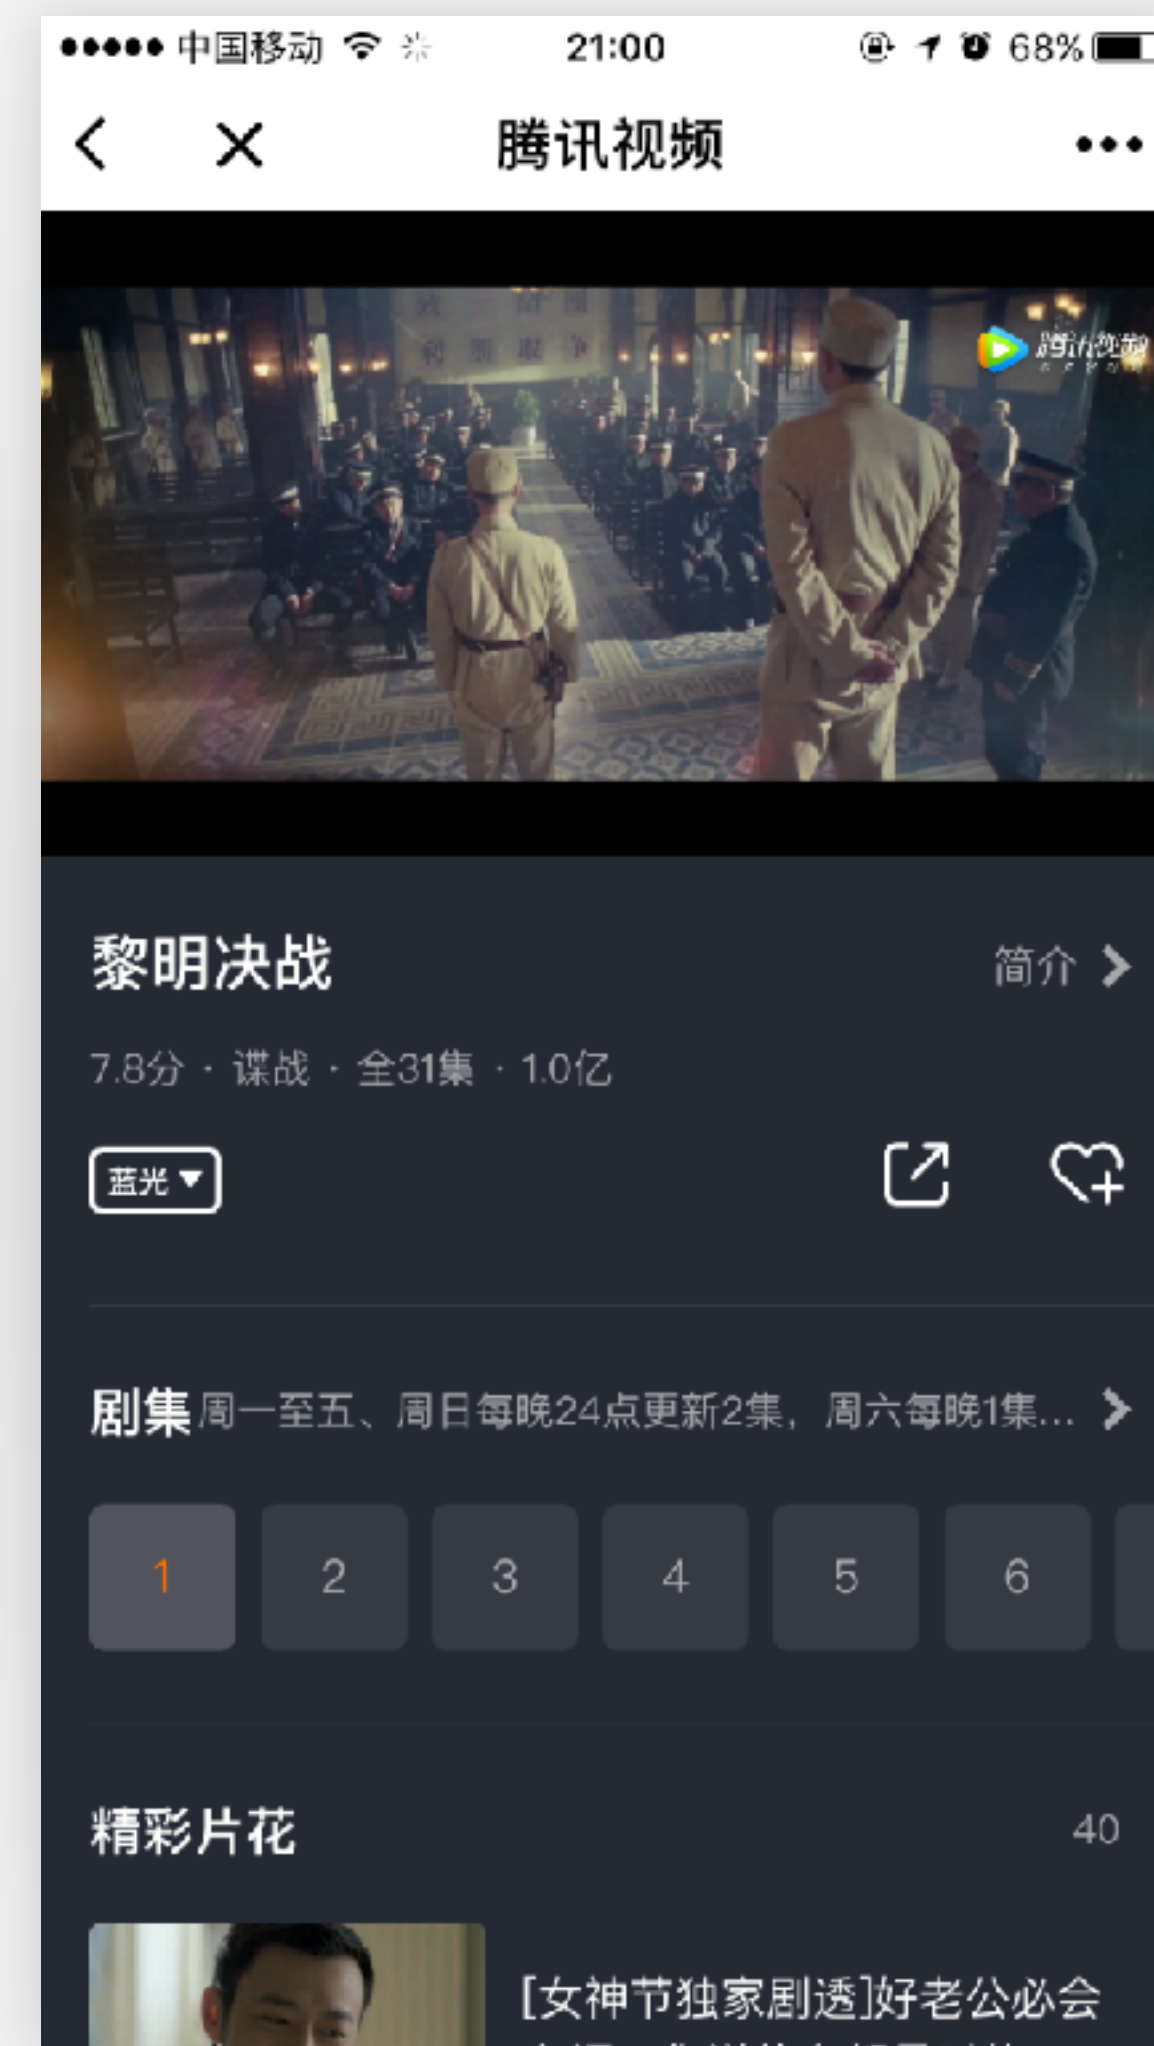 中国移动 21:00 68%
腾讯视频
腾讯视频
黎明决战
简介
7.8分 · 谍战 · 全31集 · 1.0亿
蓝光
剧集 周一至五、周日每晚24点更新2集，周六每晚1集...
1 2 3 4 5 6
精彩片花
40
[女神节独家剧透]好老公必会